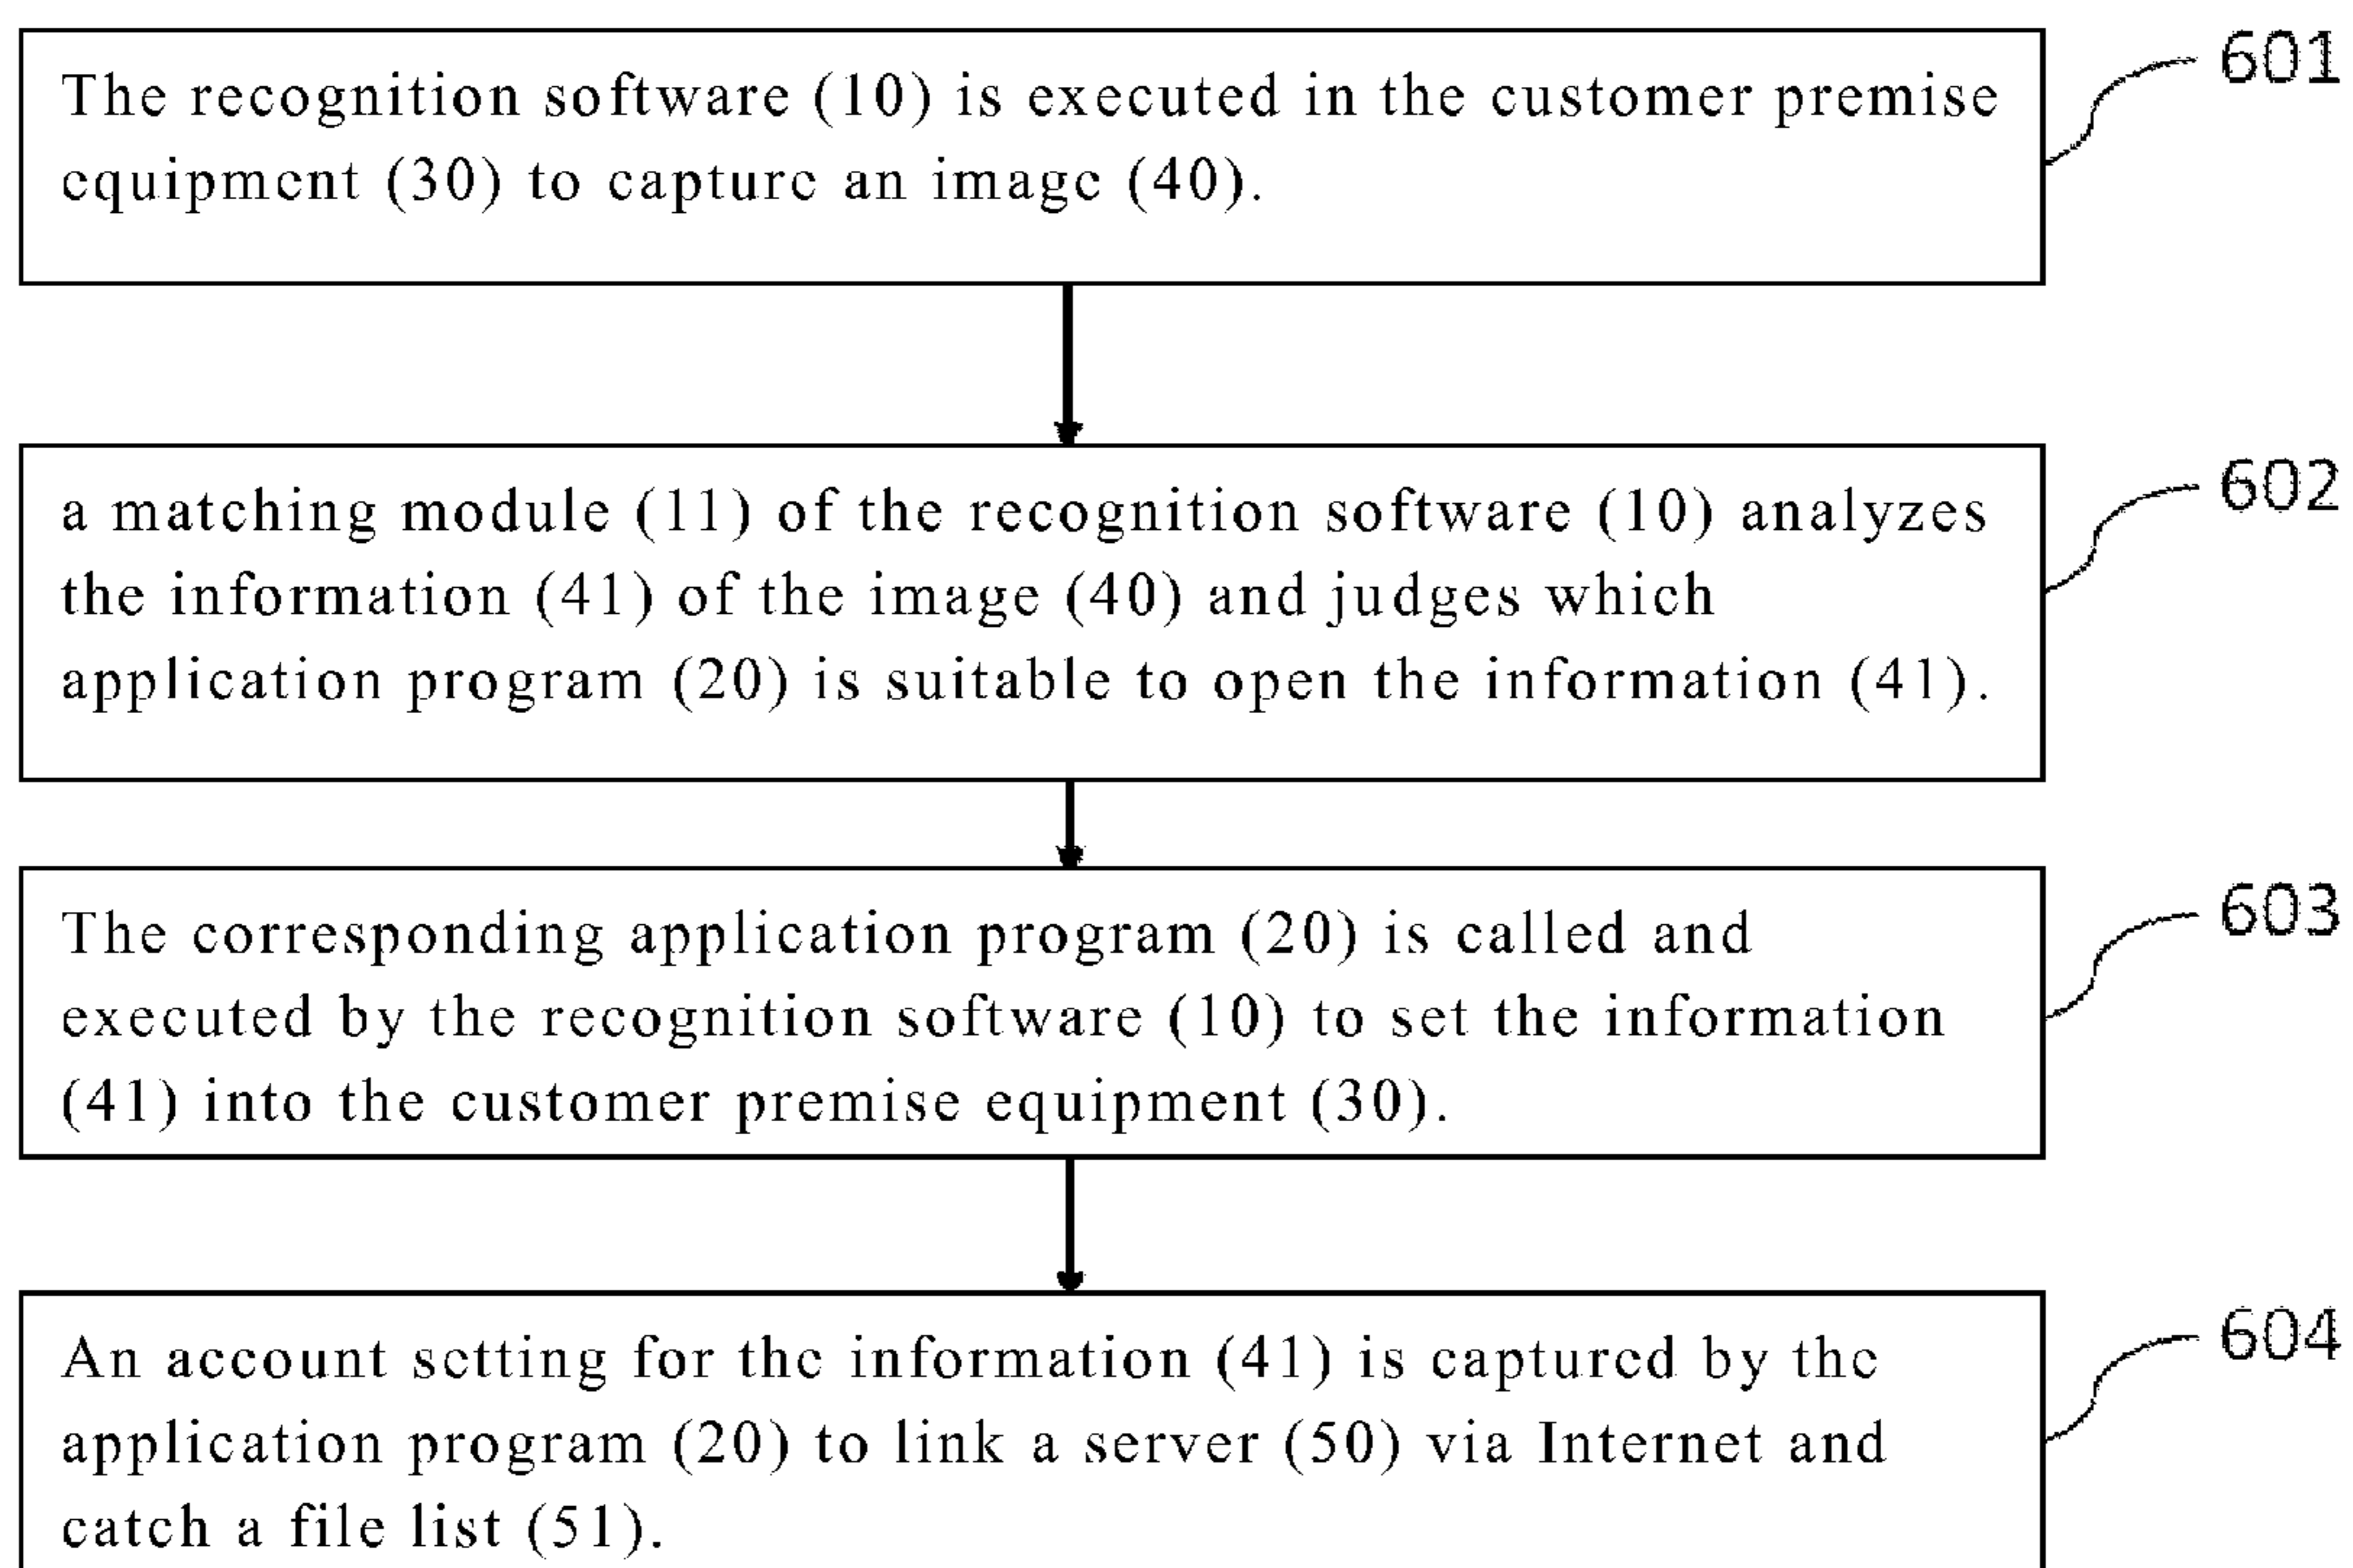 The recognition software (10) is executed in the customer premise
equipment (30) to capture an image (40).
601
a matching module (11) of the recognition software (10) analyzes
the information (41) of the image (40) and judges which
application program (20) is suitable to open the information (41).
602
The corresponding application program (20) is called and
executed by the recognition software (10) to set the information
(41) into the customer premise equipment (30).
603
An account setting for the information (41) is captured by the
application program (20) to link a server (50) via Internet and
catch a file list (51).
604